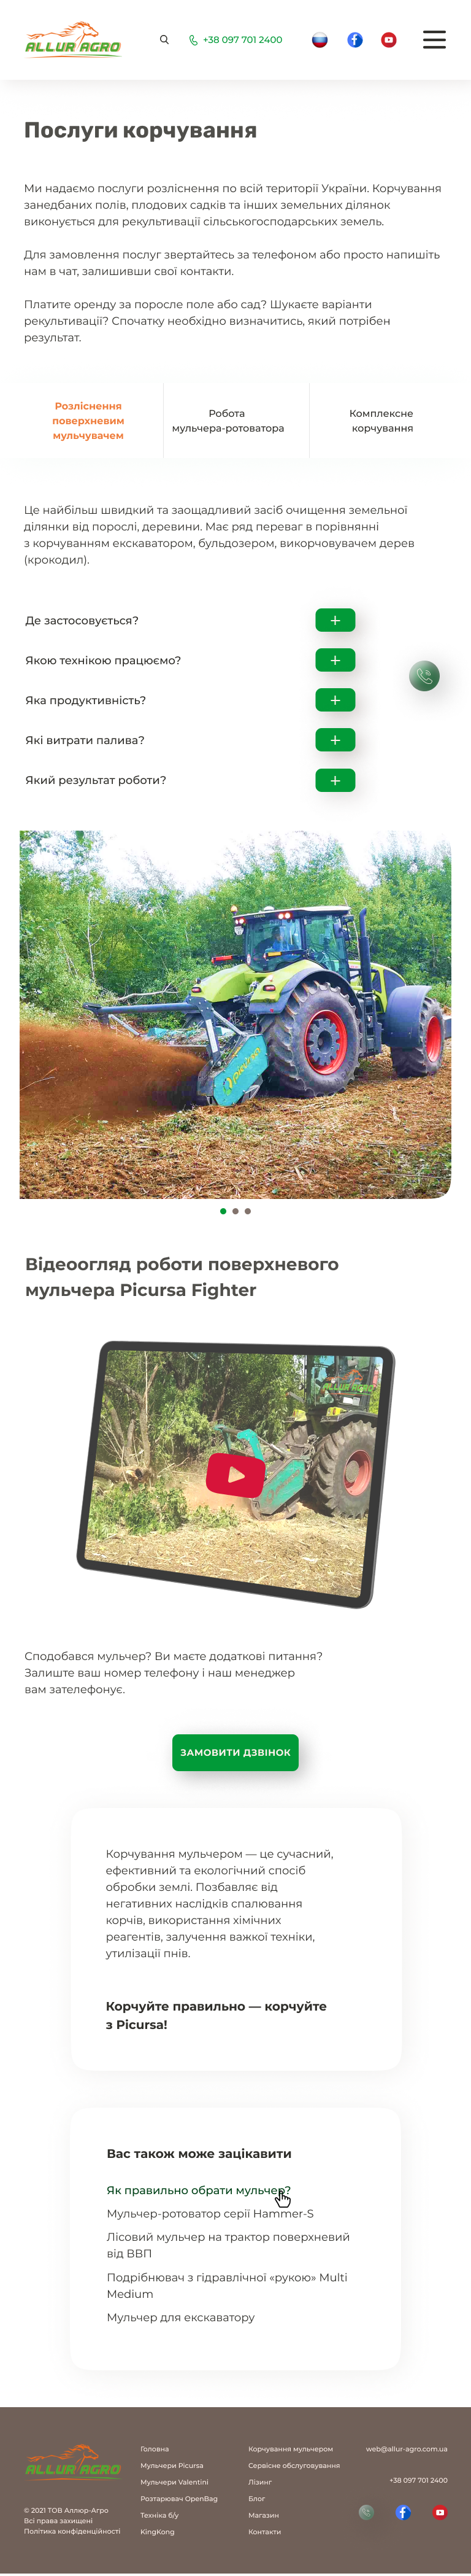 ALLUR AGRO
+38 097 701 2400
Послуги корчування
Ми надаємо послуги розліснення по всій території України. Корчування
занедбаних полів, плодових садків та інших земельних ділянок
виконується для рекультивації сільськогосподарських земель.
Для замовлення послуг звертайтесь за телефоном або просто напишіть
нам в чат, залишивши свої контакти.
Платите оренду за поросле поле або сад? Шукаєте варіанти
рекультивації? Спочатку необхідно визначитись, який потрібен
результат.
Розліснення
поверхневим
мульчувачем
Робота
мульчера-ротоватора
Комплексне
корчування
Це найбільш швидкий та заощадливий засіб очищення земельної
ділянки від порослі, деревини. Має ряд переваг в порівнянні
з корчуванням екскаватором, бульдозером, викорчовувачем дерев
(крокодил).
Де застосовується?
Якою технікою працюємо?
Яка продуктивність?
Які витрати палива?
Який результат роботи?
Picursa
Відеоогляд роботи поверхневого
мульчера Picursa Fighter
ALLUR AGRO
Сподобався мульчер? Ви маєте додаткові питання?
Залиште ваш номер телефону і наш менеджер
вам зателефонує.
ЗАМОВИТИ ДЗВІНОК
Корчування мульчером — це сучасний,
ефективний та екологічний спосіб
обробки землі. Позбавляє від
негативних наслідків спалювання
корчів, використання хімічних
реагентів, залучення важкої техніки,
утилізації пнів.
Корчуйте правильно — корчуйте
з Picursa!
Вас також може зацікавити
Як правильно обрати мульчер?
Мульчер-ротоватор серії Hammer-S
Лісовий мульчер на трактор поверхневий
від ВВП
Подрібнювач з гідравлічної «рукою» Multi
Medium
Мульчер для екскаватору
ALLUR AGRO
© 2021 ТОВ Аллюр-Агро
Всі права захищені
Політика конфіденційності
Головна
Мульчери Picursa
Мульчери Valentini
Розтарювач OpenBag
Техніка б/у
KingKong
Корчування мульчером
Сервісне обслуговування
Лізинг
Блог
Магазин
Контакти
web@allur-agro.com.ua
+38 097 701 2400